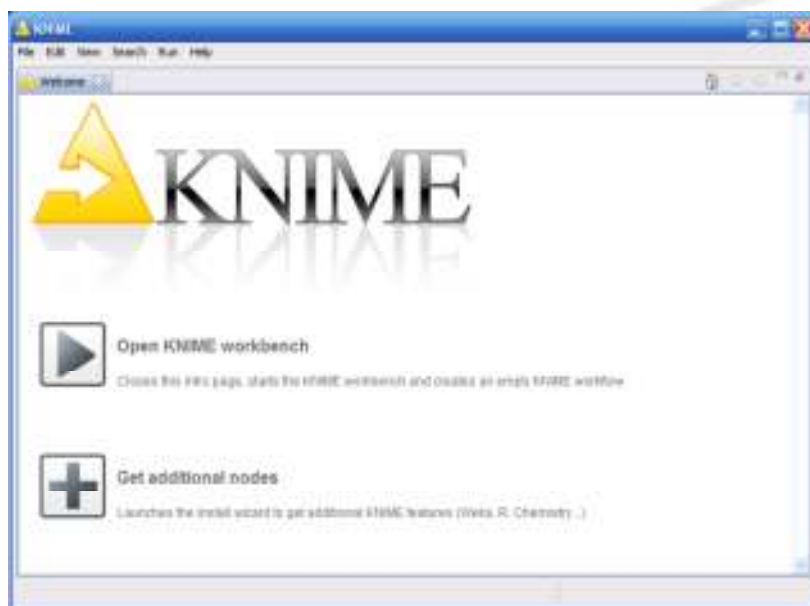 KNIME
File Edit View Search Run Help
Welcome
KNIME
Open KNIME workbench
Closes this intro page, starts the KNIME workbench and creates an empty KNIME workflow
Get additional nodes
Launches the install wizard to get additional KNIME features (Weka, R, Chemistry ..)